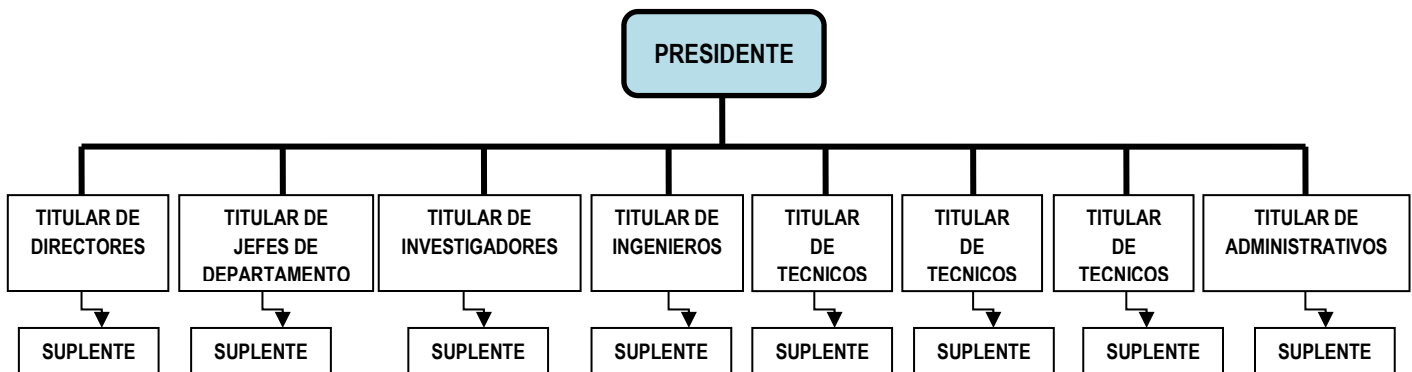 PRESIDENTE
TITULAR DE
DIRECTORES
TITULAR DE
JEFES DE
DEPARTAMENTO
TITULAR DE
INVESTIGADORES
TITULAR DE
INGENIEROS
TITULAR
DE
TECNICOS
TITULAR
DE
TECNICOS
TITULAR
DE
TECNICOS
TITULAR DE
ADMINISTRATIVOS
SUPLENTE
SUPLENTE
SUPLENTE
SUPLENTE
SUPLENTE
SUPLENTE
SUPLENTE
SUPLENTE